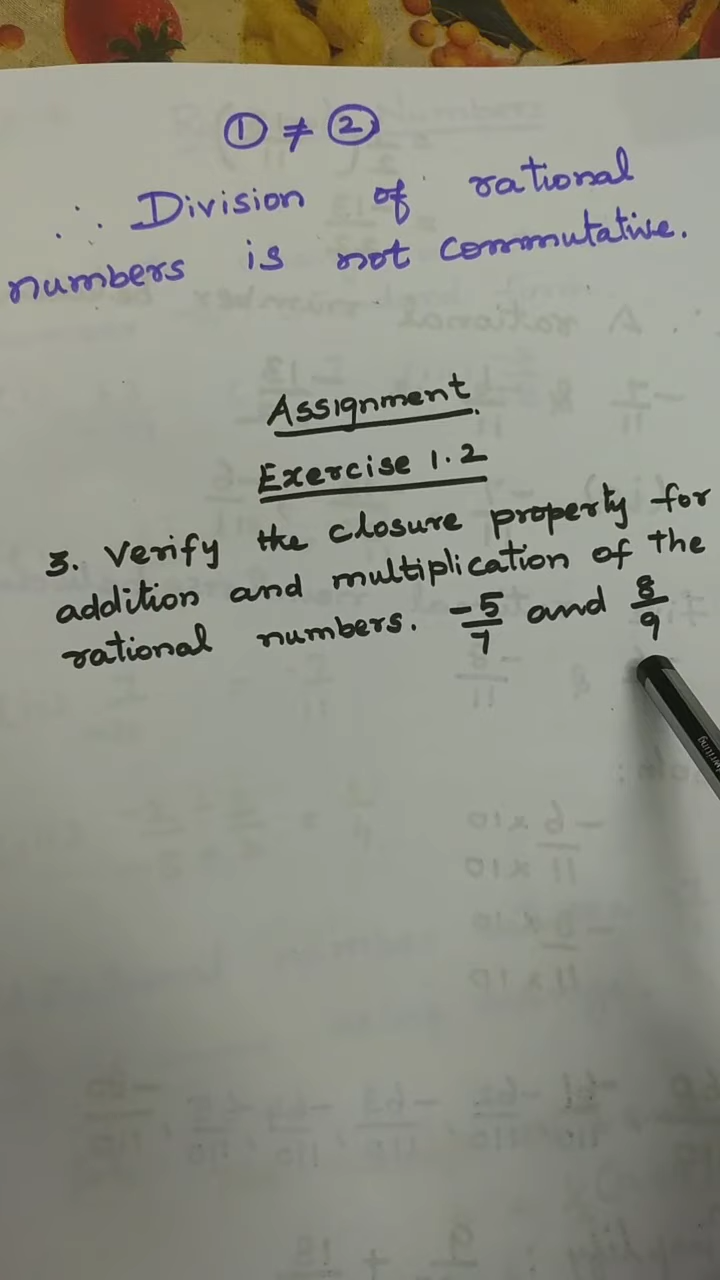 ① ≠ ②
∴ Division of rational
numbers is not commutative.
Assignment
Exercise 1.2
3. Verify the closure property for
addition and multiplication of the
rational numbers. -5/7 and 8/9